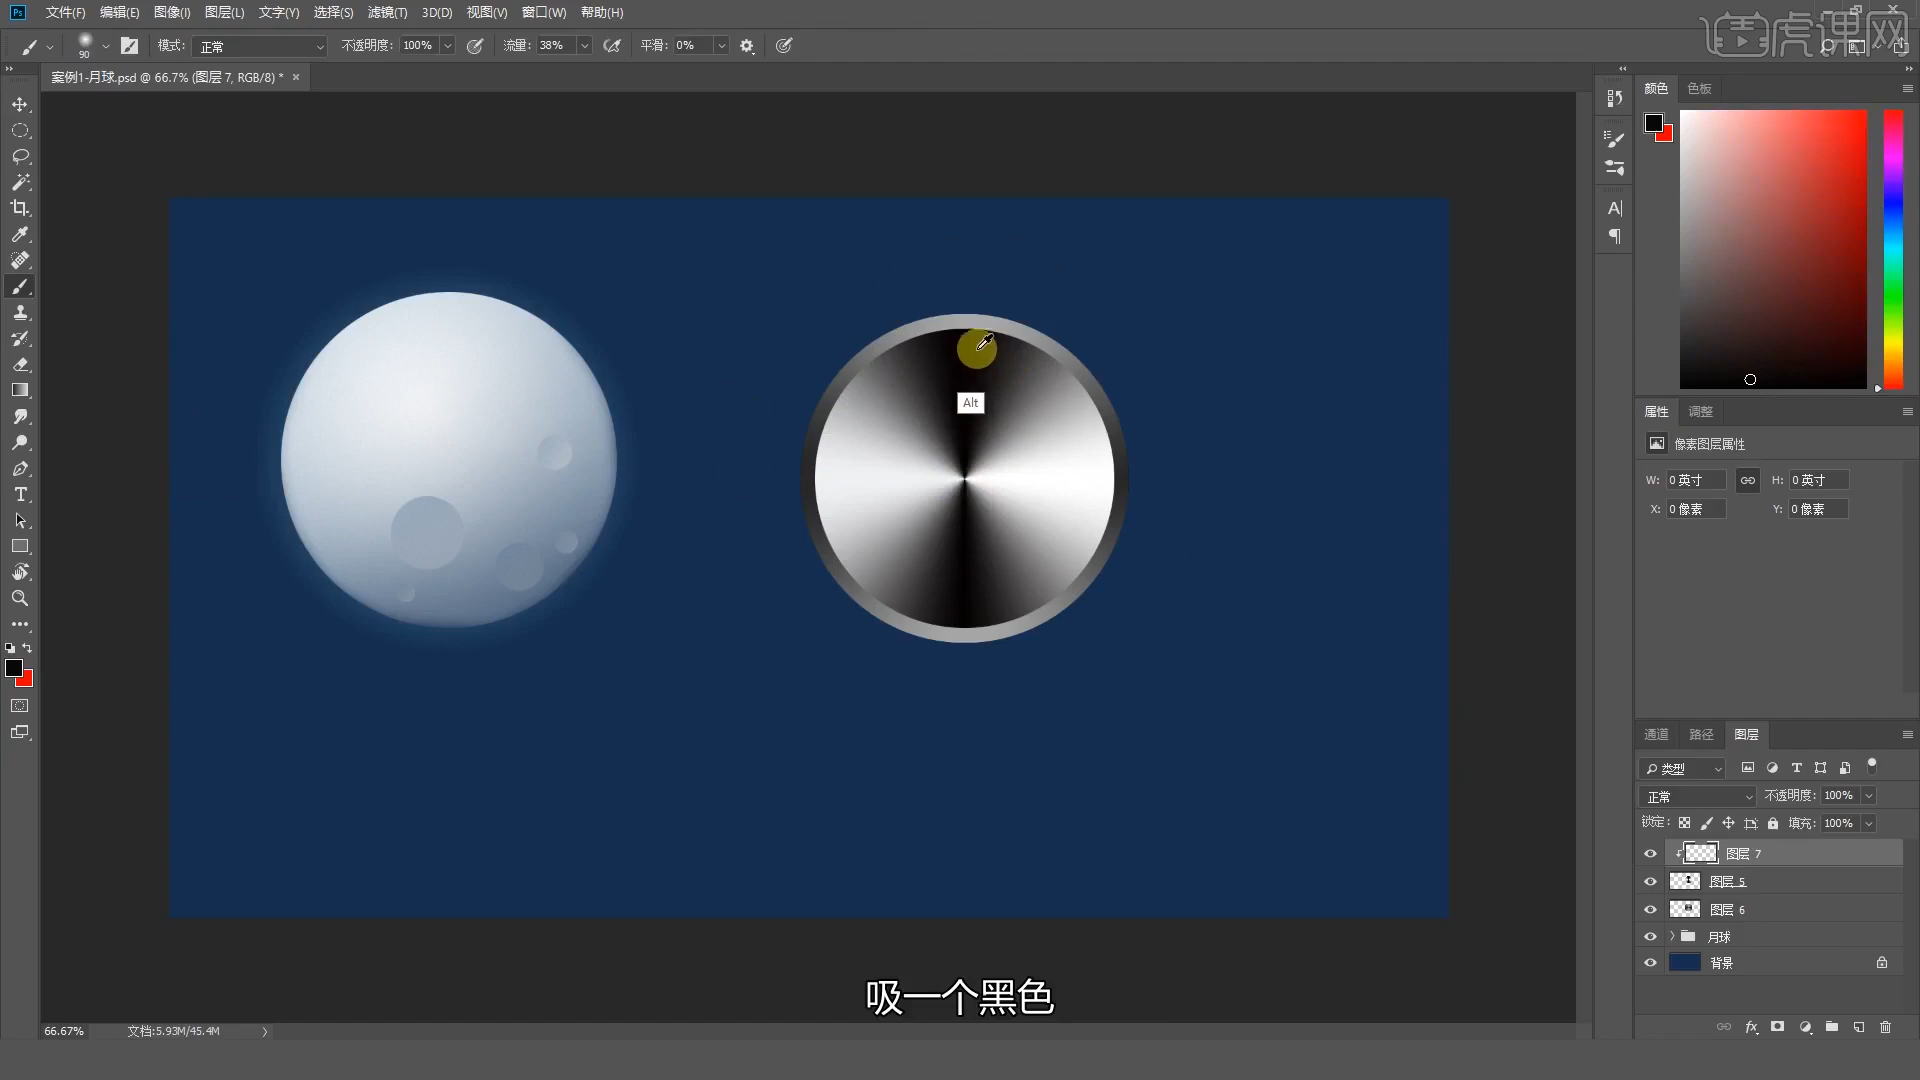 Ps 文件(F) 编辑(E) 图像(I) 图层(L) 文字(Y) 选择(S) 滤镜(T) 3D(D) 视图(V) 窗口(W) 帮助(H)
虎课网
90 模式: 正常 不透明度: 100% 流量: 38% 平滑: 0%
案例1-月球.psd @ 66.7% (图层 7, RGB/8) * ×
颜色 色板
Alt
属性 调整
像素图层属性
W: 0 英寸 H: 0 英寸
X: 0 像素 Y: 0 像素
通道 路径 图层
类型
正常 不透明度: 100%
锁定: 填充: 100%
图层 7
图层 5
图层 6
月球
背景
吸一个黑色
66.67% 文档:5.93M/45.4M